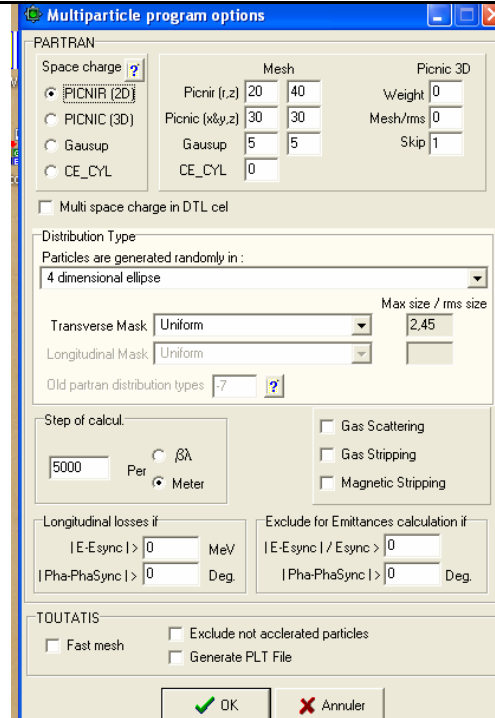 Multiparticle program options
PARTRAN
Space charge ?
PICNIR (2D)
PICNIC (3D)
Gausup
CE_CYL
Mesh
Picnir (r,z) 20 40
Picnic (x&y,z) 30 30
Gausup 5 5
CE_CYL 0
Picnic 3D
Weight 0
Mesh/rms 0
Skip 1
Multi space charge in DTL cel
Distribution Type
Particles are generated randomly in :
4 dimensional ellipse
Max size / rms size
Transverse Mask Uniform 2,45
Longitudinal Mask Uniform
Old partran distribution types -7 ?
Step of calcul.
5000 Per βλ
Meter
Gas Scattering
Gas Stripping
Magnetic Stripping
Longitudinal losses if
|E-Esync| > 0 MeV
|Pha-PhaSync| > 0 Deg.
Exclude for Emittances calculation if
|E-Esync| / Esync > 0
|Pha-PhaSync| > 0 Deg.
TOUTATIS
Fast mesh
Exclude not acclerated particles
Generate PLT File
OK Annuler